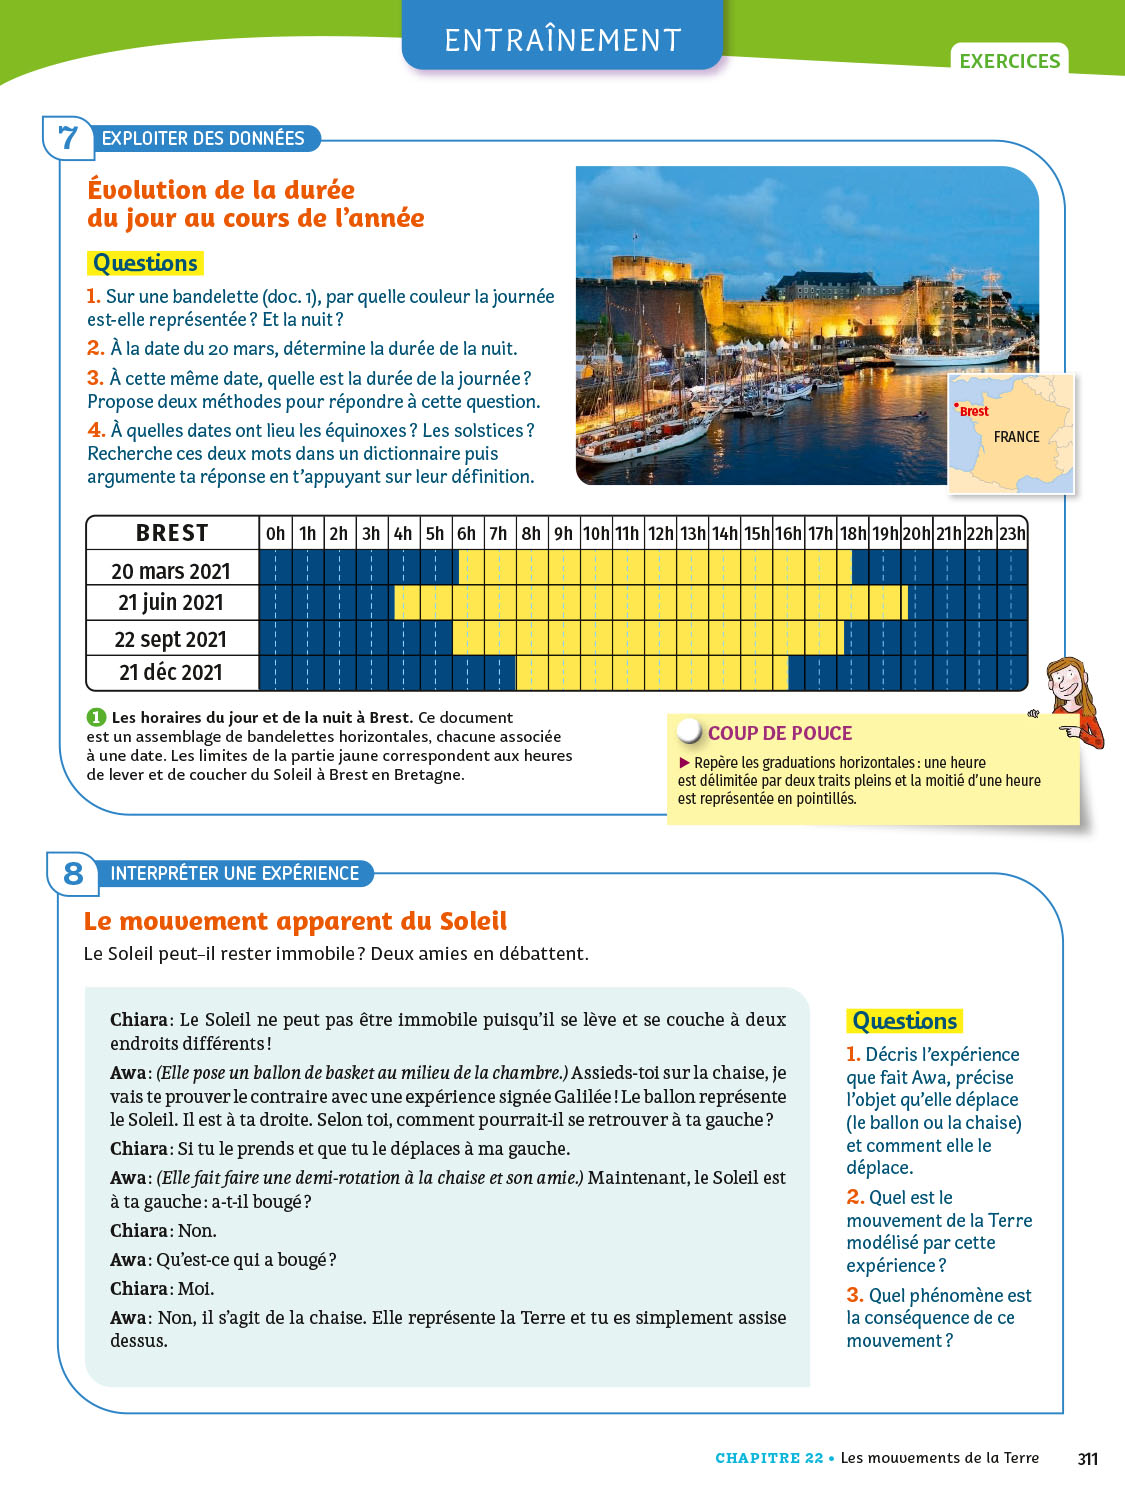 ENTRAÎNEMENT
EXERCICES
7 EXPLOITER DES DONNÉES
Évolution de la durée
du jour au cours de l'année
Questions
1. Sur une bandelette (doc. 1), par quelle couleur la journée
est-elle représentée ? Et la nuit ?
2. À la date du 20 mars, détermine la durée de la nuit.
3. À cette même date, quelle est la durée de la journée ?
Propose deux méthodes pour répondre à cette question.
4. À quelles dates ont lieu les équinoxes ? Les solstices ?
Recherche ces deux mots dans un dictionnaire puis
argumente ta réponse en t'appuyant sur leur définition.
Brest
FRANCE
BREST 0h 1h 2h 3h 4h 5h 6h 7h 8h 9h 10h 11h 12h 13h 14h 15h 16h 17h 18h 19h 20h 21h 22h 23h
20 mars 2021
21 juin 2021
22 sept 2021
21 déc 2021
1 Les horaires du jour et de la nuit à Brest. Ce document
est un assemblage de bandelettes horizontales, chacune associée
à une date. Les limites de la partie jaune correspondent aux heures
de lever et de coucher du Soleil à Brest en Bretagne.
COUP DE POUCE
► Repère les graduations horizontales : une heure
est délimitée par deux traits pleins et la moitié d'une heure
est représentée en pointillés.
8 INTERPRÉTER UNE EXPÉRIENCE
Le mouvement apparent du Soleil
Le Soleil peut-il rester immobile ? Deux amies en débattent.
Chiara : Le Soleil ne peut pas être immobile puisqu'il se lève et se couche à deux
endroits différents !
Awa : (Elle pose un ballon de basket au milieu de la chambre.) Assieds-toi sur la chaise, je
vais te prouver le contraire avec une expérience signée Galilée ! Le ballon représente
le Soleil. Il est à ta droite. Selon toi, comment pourrait-il se retrouver à ta gauche ?
Chiara : Si tu le prends et que tu le déplaces à ma gauche.
Awa : (Elle fait faire une demi-rotation à la chaise et son amie.) Maintenant, le Soleil est
à ta gauche : a-t-il bougé ?
Chiara : Non.
Awa : Qu'est-ce qui a bougé ?
Chiara : Moi.
Awa : Non, il s'agit de la chaise. Elle représente la Terre et tu es simplement assise
dessus.
Questions
1. Décris l'expérience
que fait Awa, précise
l'objet qu'elle déplace
(le ballon ou la chaise)
et comment elle le
déplace.
2. Quel est le
mouvement de la Terre
modélisé par cette
expérience ?
3. Quel phénomène est
la conséquence de ce
mouvement ?
CHAPITRE 22 • Les mouvements de la Terre 311